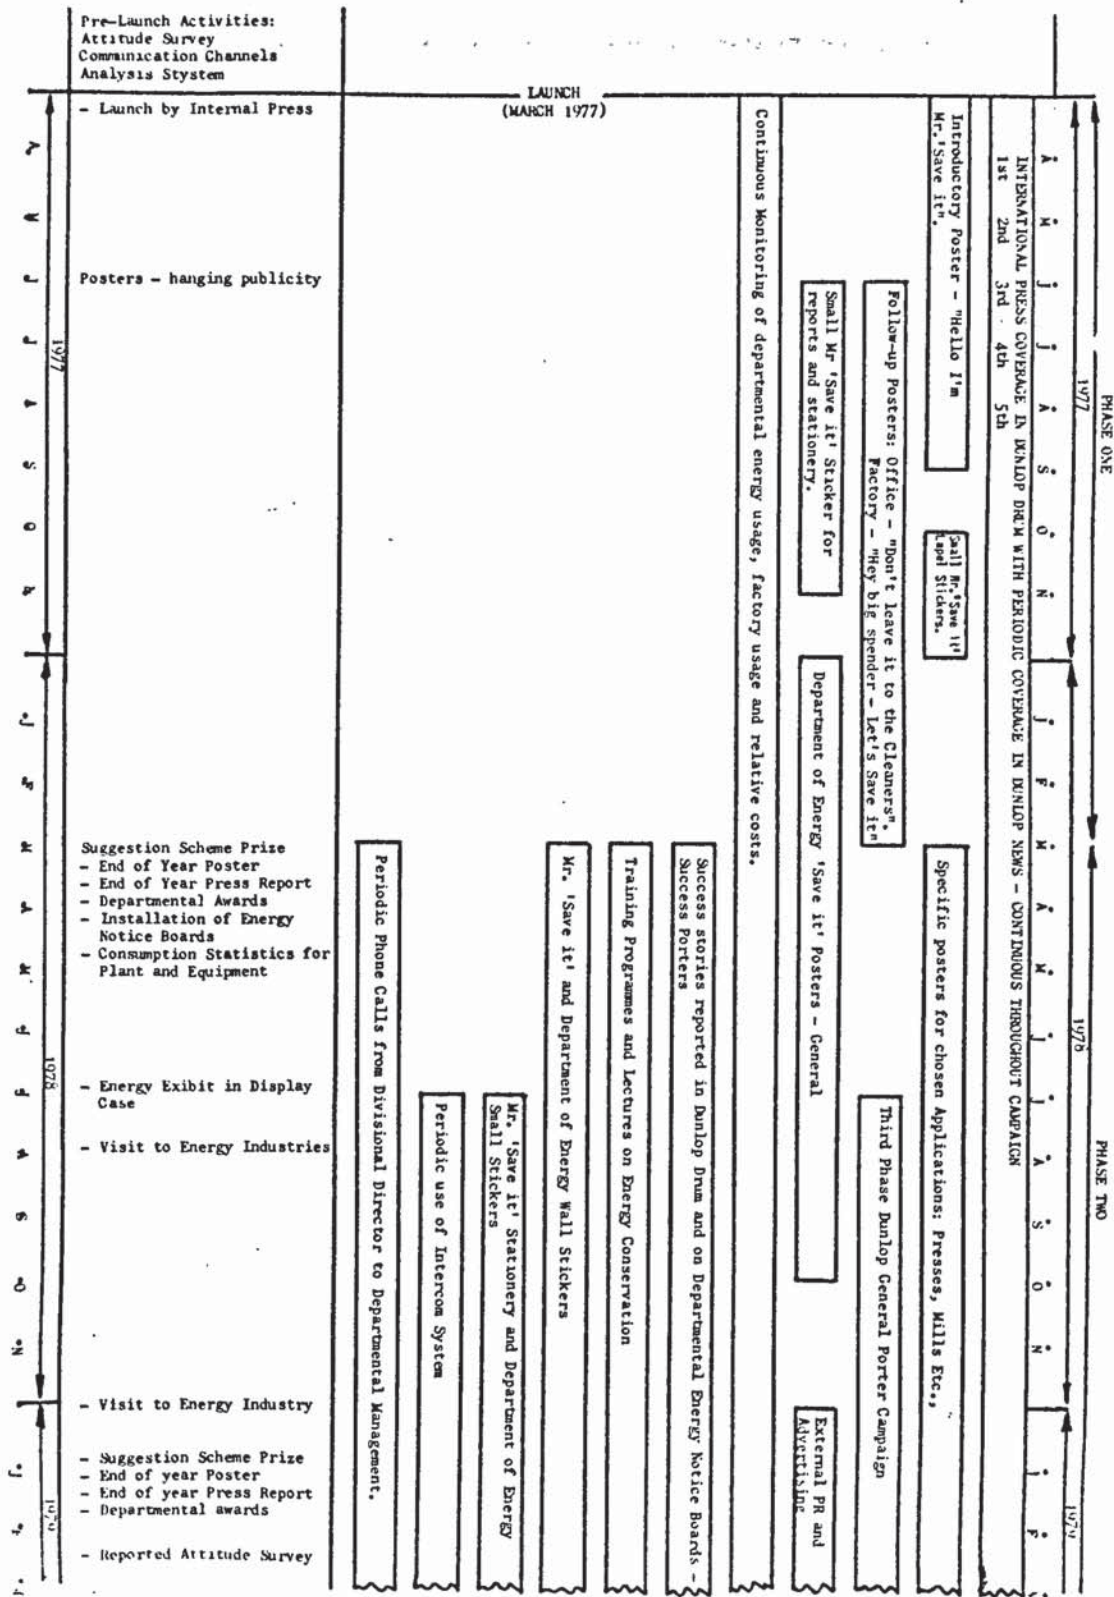 Pre-Launch Activities:
Attitude Survey
Communication Channels
Analysis Stystem
LAUNCH
(MARCH 1977)
- Launch by Internal Press
Posters - hanging publicity
Suggestion Scheme Prize
- End of Year Poster
- End of Year Press Report
- Departmental Awards
- Installation of Energy
Notice Boards
- Consumption Statistics for
Plant and Equipment
- Energy Exibit in Display
Case
- Visit to Energy Industries
- Visit to Energy Industry
- Suggestion Scheme Prize
- End of year Poster
- End of year Press Report
- Departmental awards
- Reported Attitude Survey
1977
1978
1979
PHASE ONE
PHASE TWO
1977
1978
1979
A. M. J. J. A. S. O. N. J. F. M. A. M. J. J. A. S. O. N. J. F.
INTERNATIONAL PRESS COVERAGE IN DUNLOP DRUM WITH PERIODIC COVERAGE IN DUNLOP NEWS - CONTINUOUS THROUGHOUT CAMPAIGN
1st 2nd 3rd 4th 5th
Introductory Poster - "Hello I'm
Mr.'Save it".
Small Mr.'Save it'
Lapel Stickers.
Specific posters for chosen Applications: Presses, Mills Etc.,
Follow-up Posters: Office - "Don't leave it to the Cleaners".
Factory - "Hey big spender - Let's Save it"
Third Phase Dunlop General Porter Campaign
Small Mr 'Save it' Sticker for
reports and stationery.
Department of Energy 'Save it' Posters - General
External PR and
Advertising
Continuous Monitoring of departmental energy usage, factory usage and relative costs.
Success stories reported in Dunlop Drum and on Departmental Energy Notice Boards -
Success Porters
Training Programmes and Lectures on Energy Conservation
Mr. 'Save it' and Department of Energy Wall Stickers
Mr. 'Save it' Stationery and Department of Energy
Small Stickers
Periodic use of Intercom System
Periodic Phone Calls from Divisional Director to Departmental Management.